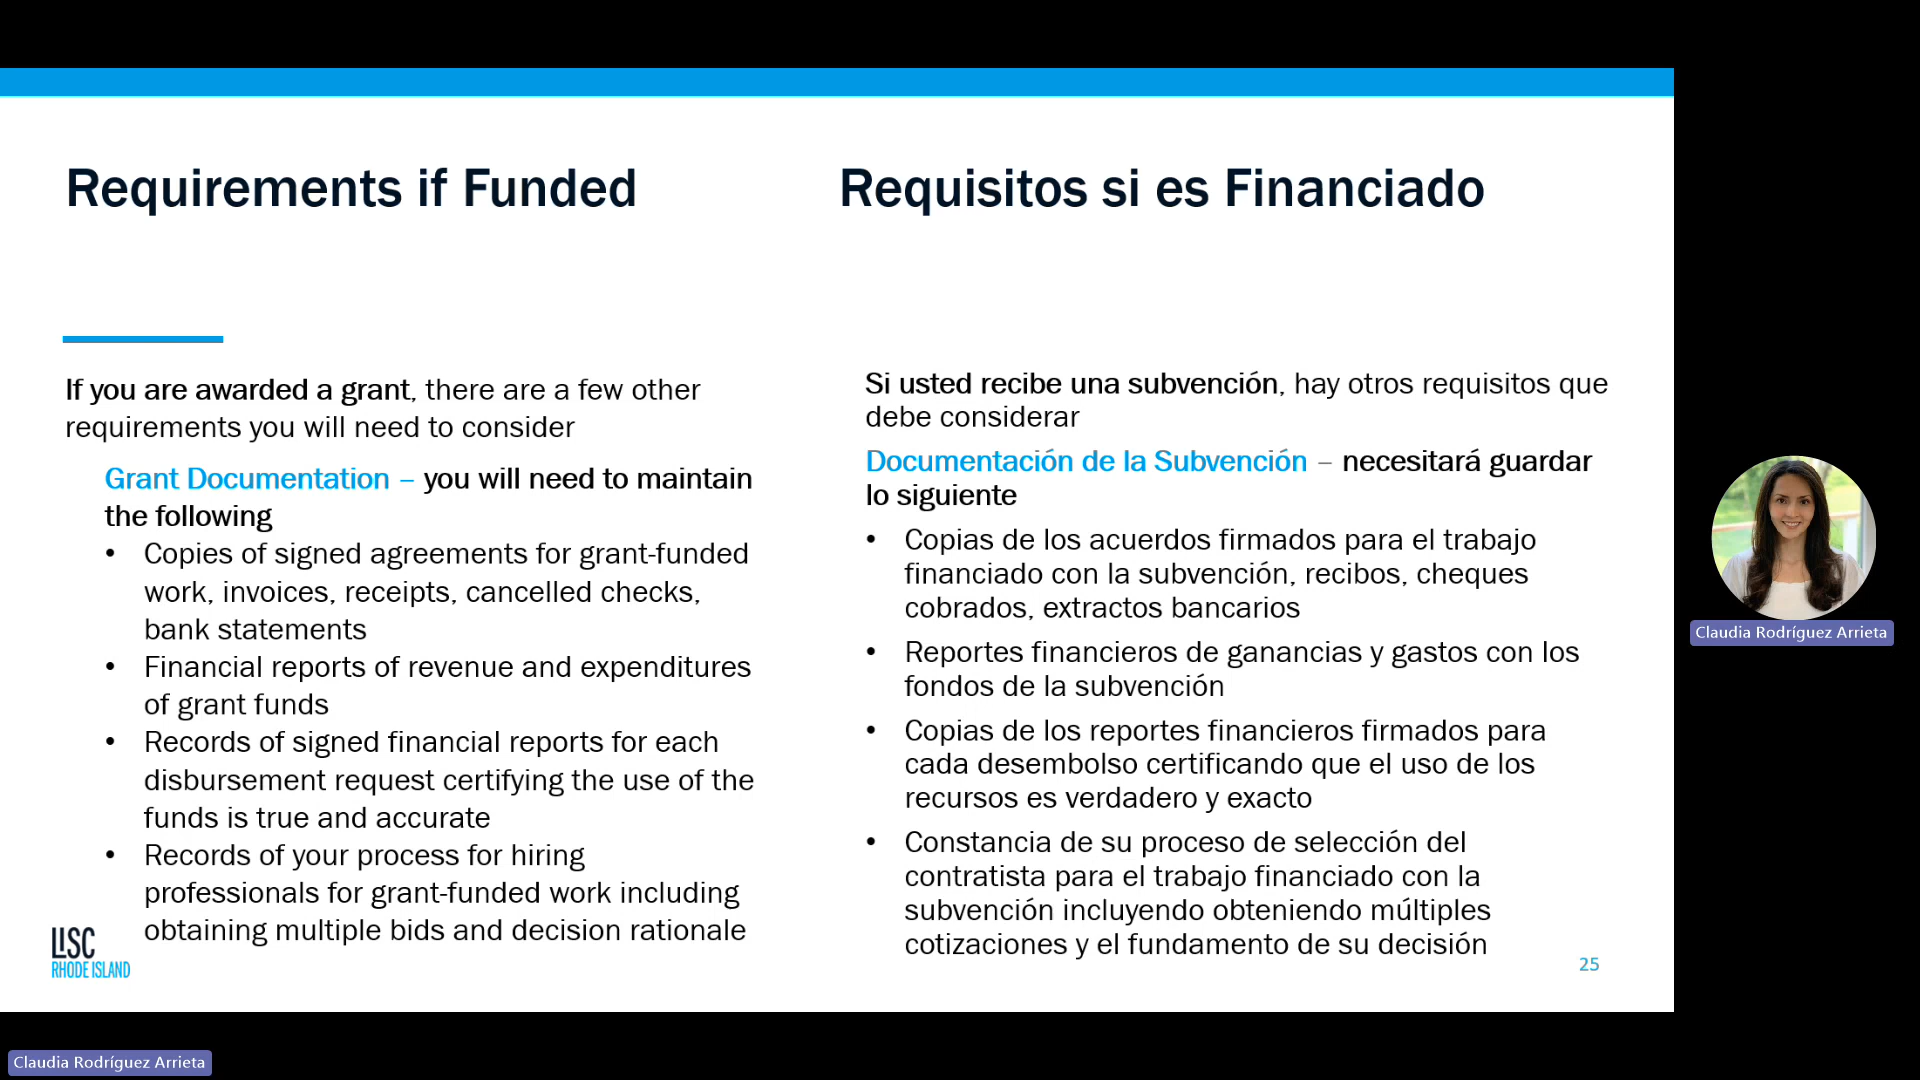 Requirements if Funded
If you are awarded a grant, there are a few other
requirements you will need to consider
Grant Documentation – you will need to maintain
the following
• Copies of signed agreements for grant-funded
work, invoices, receipts, cancelled checks,
bank statements
• Financial reports of revenue and expenditures
of grant funds
• Records of signed financial reports for each
disbursement request certifying the use of the
funds is true and accurate
• Records of your process for hiring
professionals for grant-funded work including
obtaining multiple bids and decision rationale
LISC
RHODE ISLAND
Requisitos si es Financiado
Si usted recibe una subvención, hay otros requisitos que
debe considerar
Documentación de la Subvención – necesitará guardar
lo siguiente
• Copias de los acuerdos firmados para el trabajo
financiado con la subvención, recibos, cheques
cobrados, extractos bancarios
• Reportes financieros de ganancias y gastos con los
fondos de la subvención
• Copias de los reportes financieros firmados para
cada desembolso certificando que el uso de los
recursos es verdadero y exacto
• Constancia de su proceso de selección del
contratista para el trabajo financiado con la
subvención incluyendo obteniendo múltiples
cotizaciones y el fundamento de su decisión
25
Claudia Rodríguez Arrieta
Claudia Rodríguez Arrieta